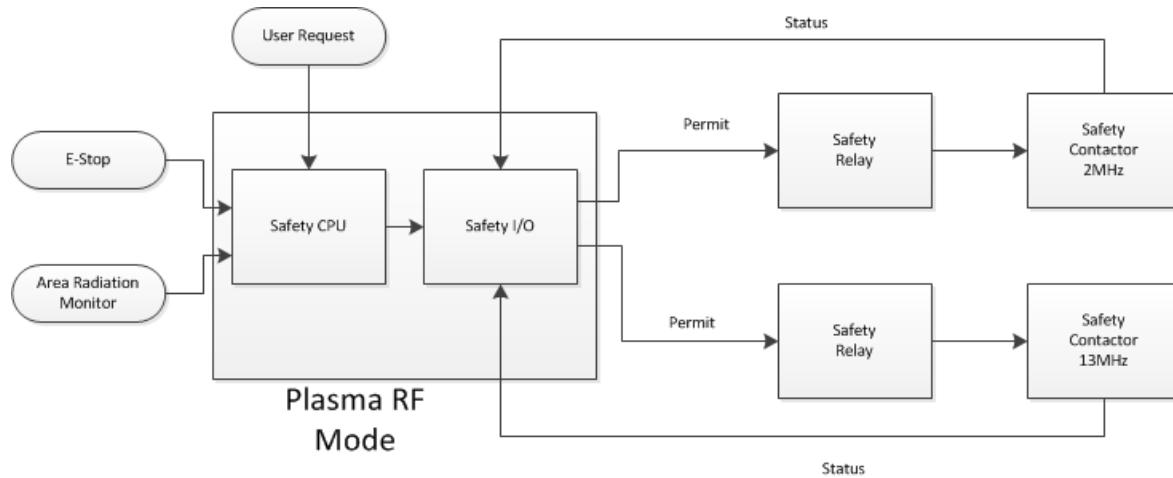 User Request
Status
E-Stop
Permit
Safety
Relay
Safety
Contactor
2MHz
Safety CPU
Safety I/O
Area Radiation
Monitor
Permit
Safety
Relay
Safety
Contactor
13MHz
Plasma RF
Mode
Status